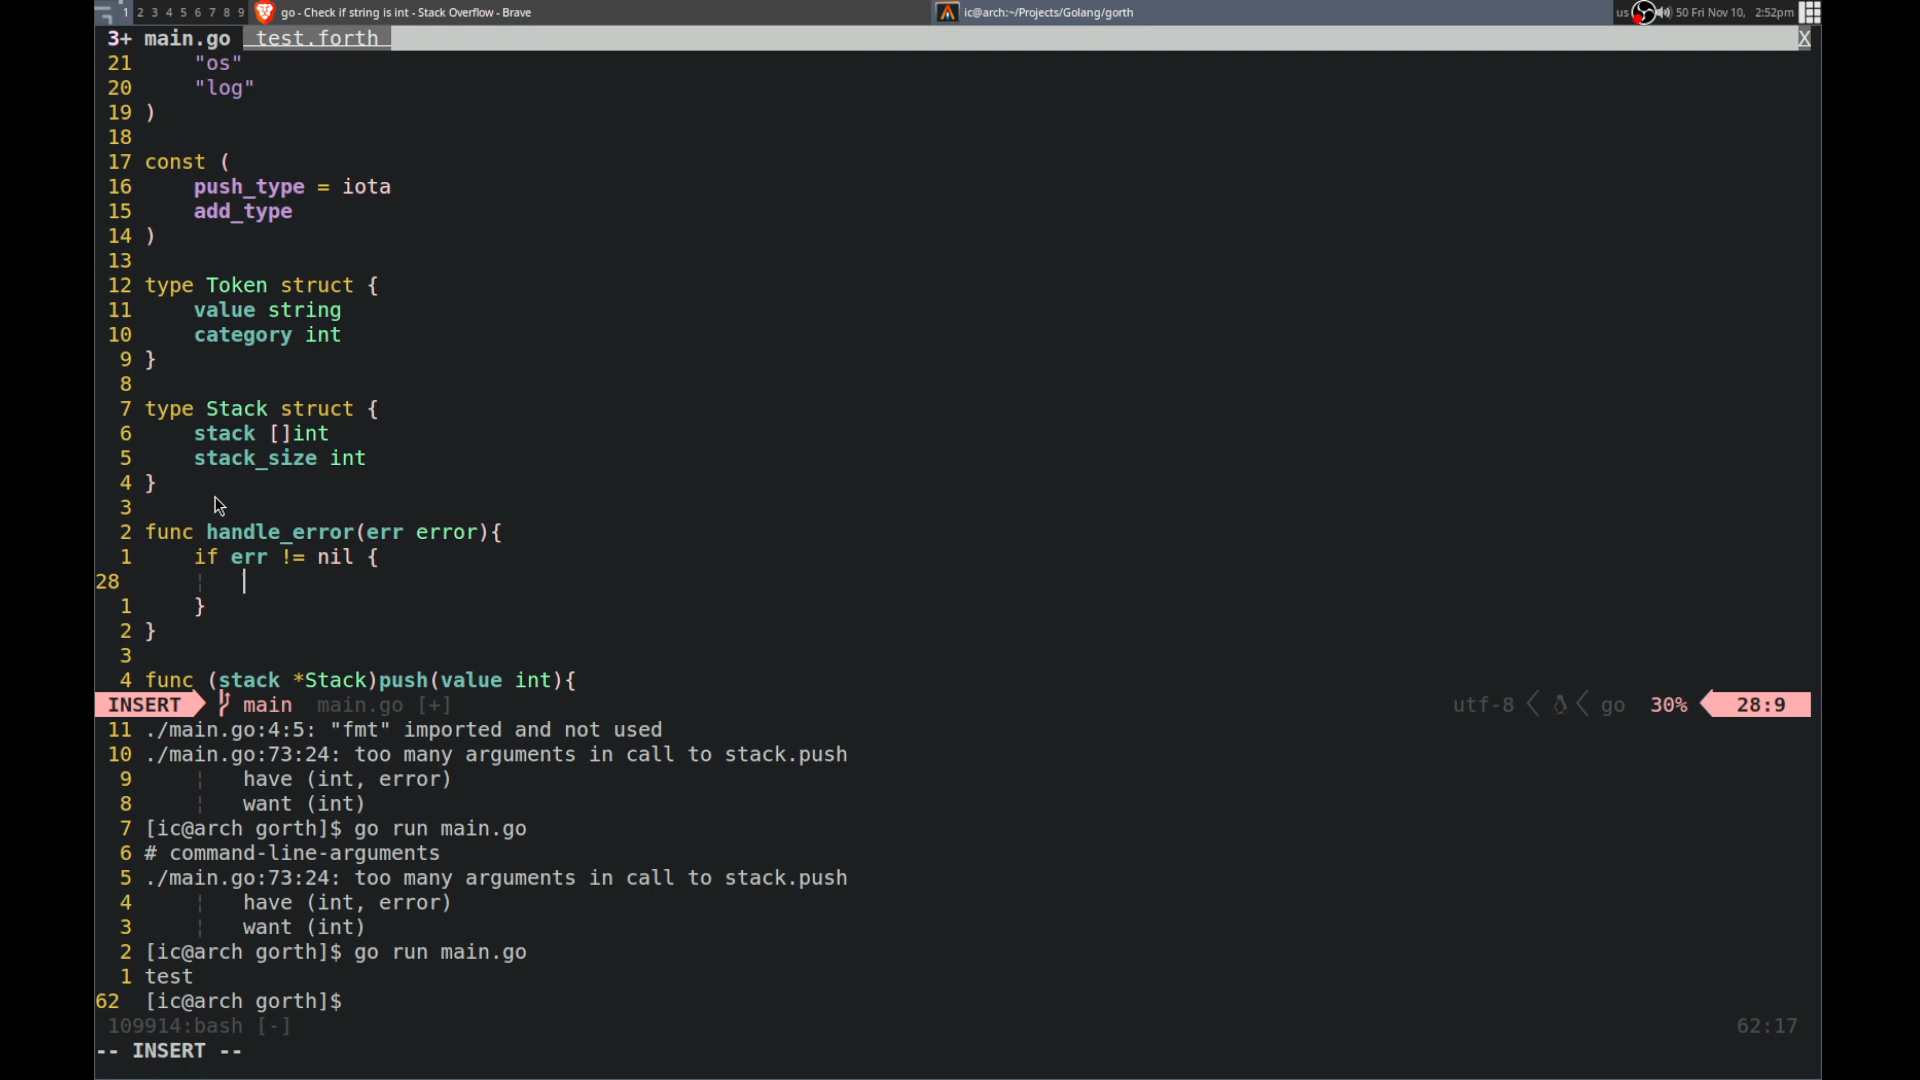 1 2 3 4 5 6 7 8 9 go - Check if string is int - Stack Overflow - Brave ic@arch:~/Projects/Golang/gorth us 50 Fri Nov 10, 2:52pm
3+ main.go test.forth X
21 "os"
20 "log"
19 )
18
17 const (
16 push_type = iota
15 add_type
14 )
13
12 type Token struct {
11 value string
10 category int
9 }
8
7 type Stack struct {
6 stack []int
5 stack_size int
4 }
3
2 func handle_error(err error){
1 if err != nil {
28
1 }
2 }
3
4 func (stack *Stack)push(value int){
INSERT main main.go [+] utf-8 go 30% 28:9
11 ./main.go:4:5: "fmt" imported and not used
10 ./main.go:73:24: too many arguments in call to stack.push
9 have (int, error)
8 want (int)
7 [ic@arch gorth]$ go run main.go
6 # command-line-arguments
5 ./main.go:73:24: too many arguments in call to stack.push
4 have (int, error)
3 want (int)
2 [ic@arch gorth]$ go run main.go
1 test
62 [ic@arch gorth]$
109914:bash [-] 62:17
-- INSERT --